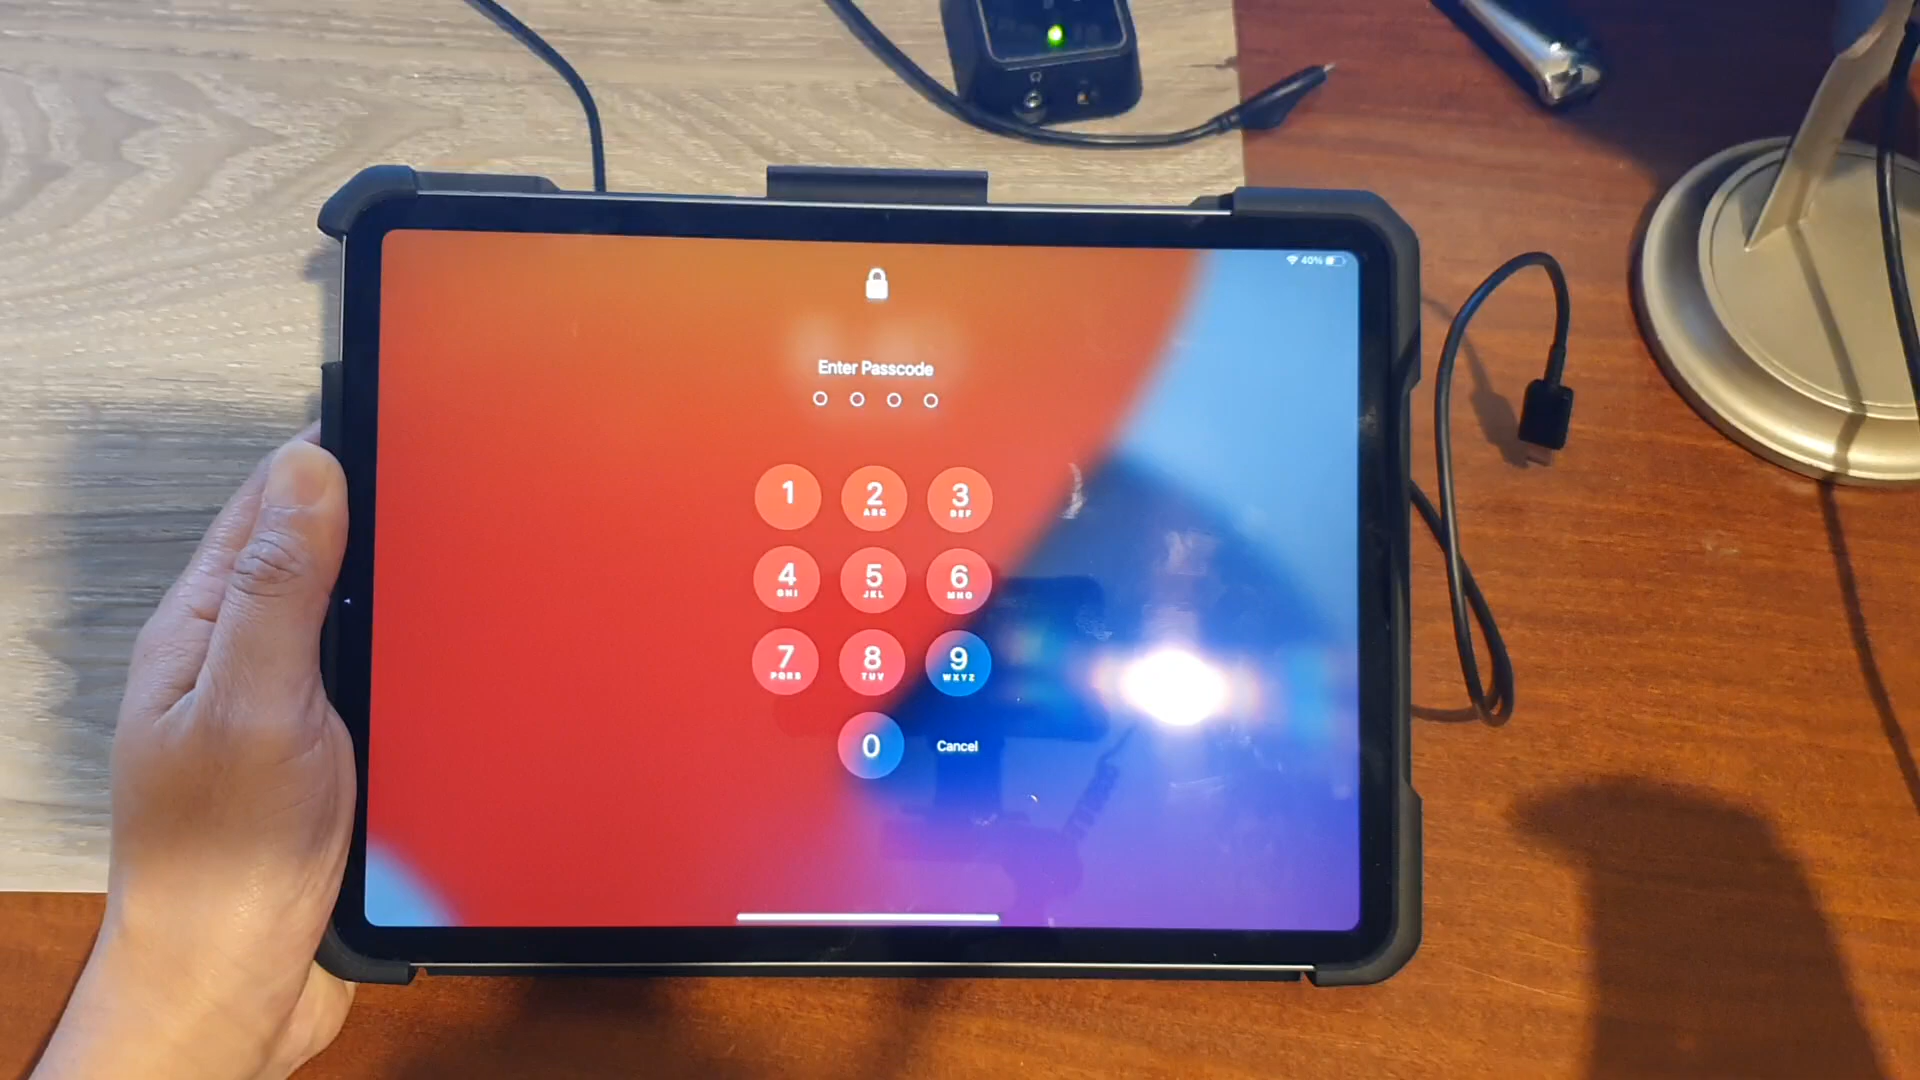 40%
Enter Passcode
1 2 3
ABC DEF
4 5 6
GHI JKL MNO
7 8 9
PQRS TUV WXYZ
0 Cancel